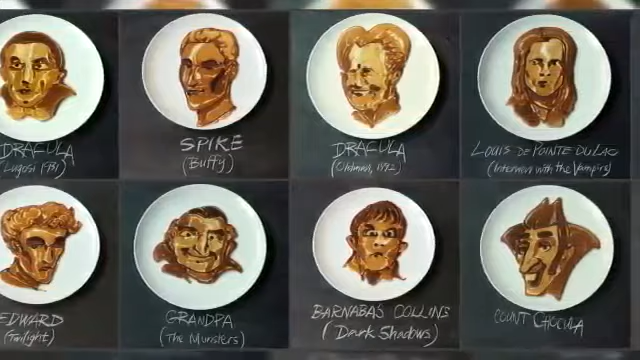 DRACULA
(Lugosi 1931)
SPIKE
(Buffy)
DRACULA
(Oldman, 1992)
LOUIS DE POINTE DU LAC
(Interview with the Vampire)
EDWARD
(Twilight)
GRANDPA
(The Munsters)
BARNABAS COLLINS
(Dark Shadows)
COUNT CHOCULA